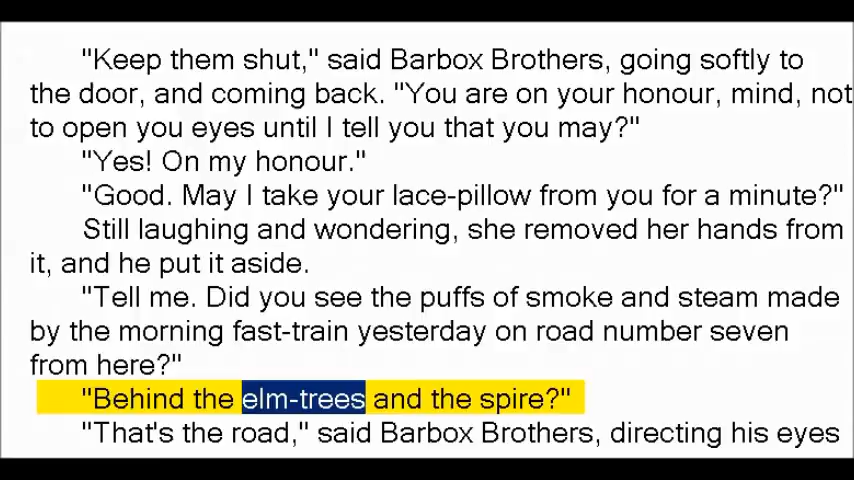 "Keep them shut," said Barbox Brothers, going softly to
the door, and coming back. "You are on your honour, mind, not
to open you eyes until I tell you that you may?"
"Yes! On my honour."
"Good. May I take your lace-pillow from you for a minute?"
Still laughing and wondering, she removed her hands from
it, and he put it aside.
"Tell me. Did you see the puffs of smoke and steam made
by the morning fast-train yesterday on road number seven
from here?"
"Behind the elm-trees and the spire?"
"That's the road," said Barbox Brothers, directing his eyes